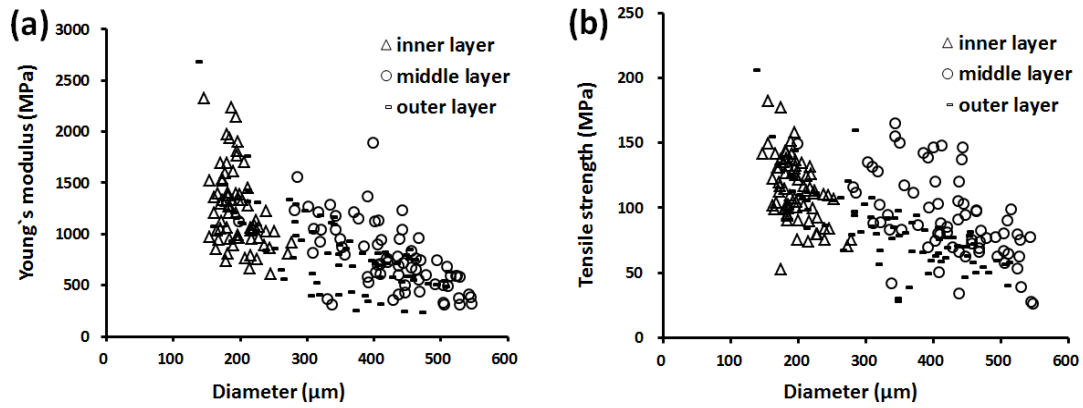 (a)
Young`s modulus (MPa)
3000
2500
2000
1500
1000
500
0
0 100 200 300 400 500 600
Diameter (µm)
inner layer
middle layer
outer layer
(b)
Tensile strength (MPa)
250
200
150
100
50
0
0 100 200 300 400 500 600
Diameter (µm)
inner layer
middle layer
outer layer